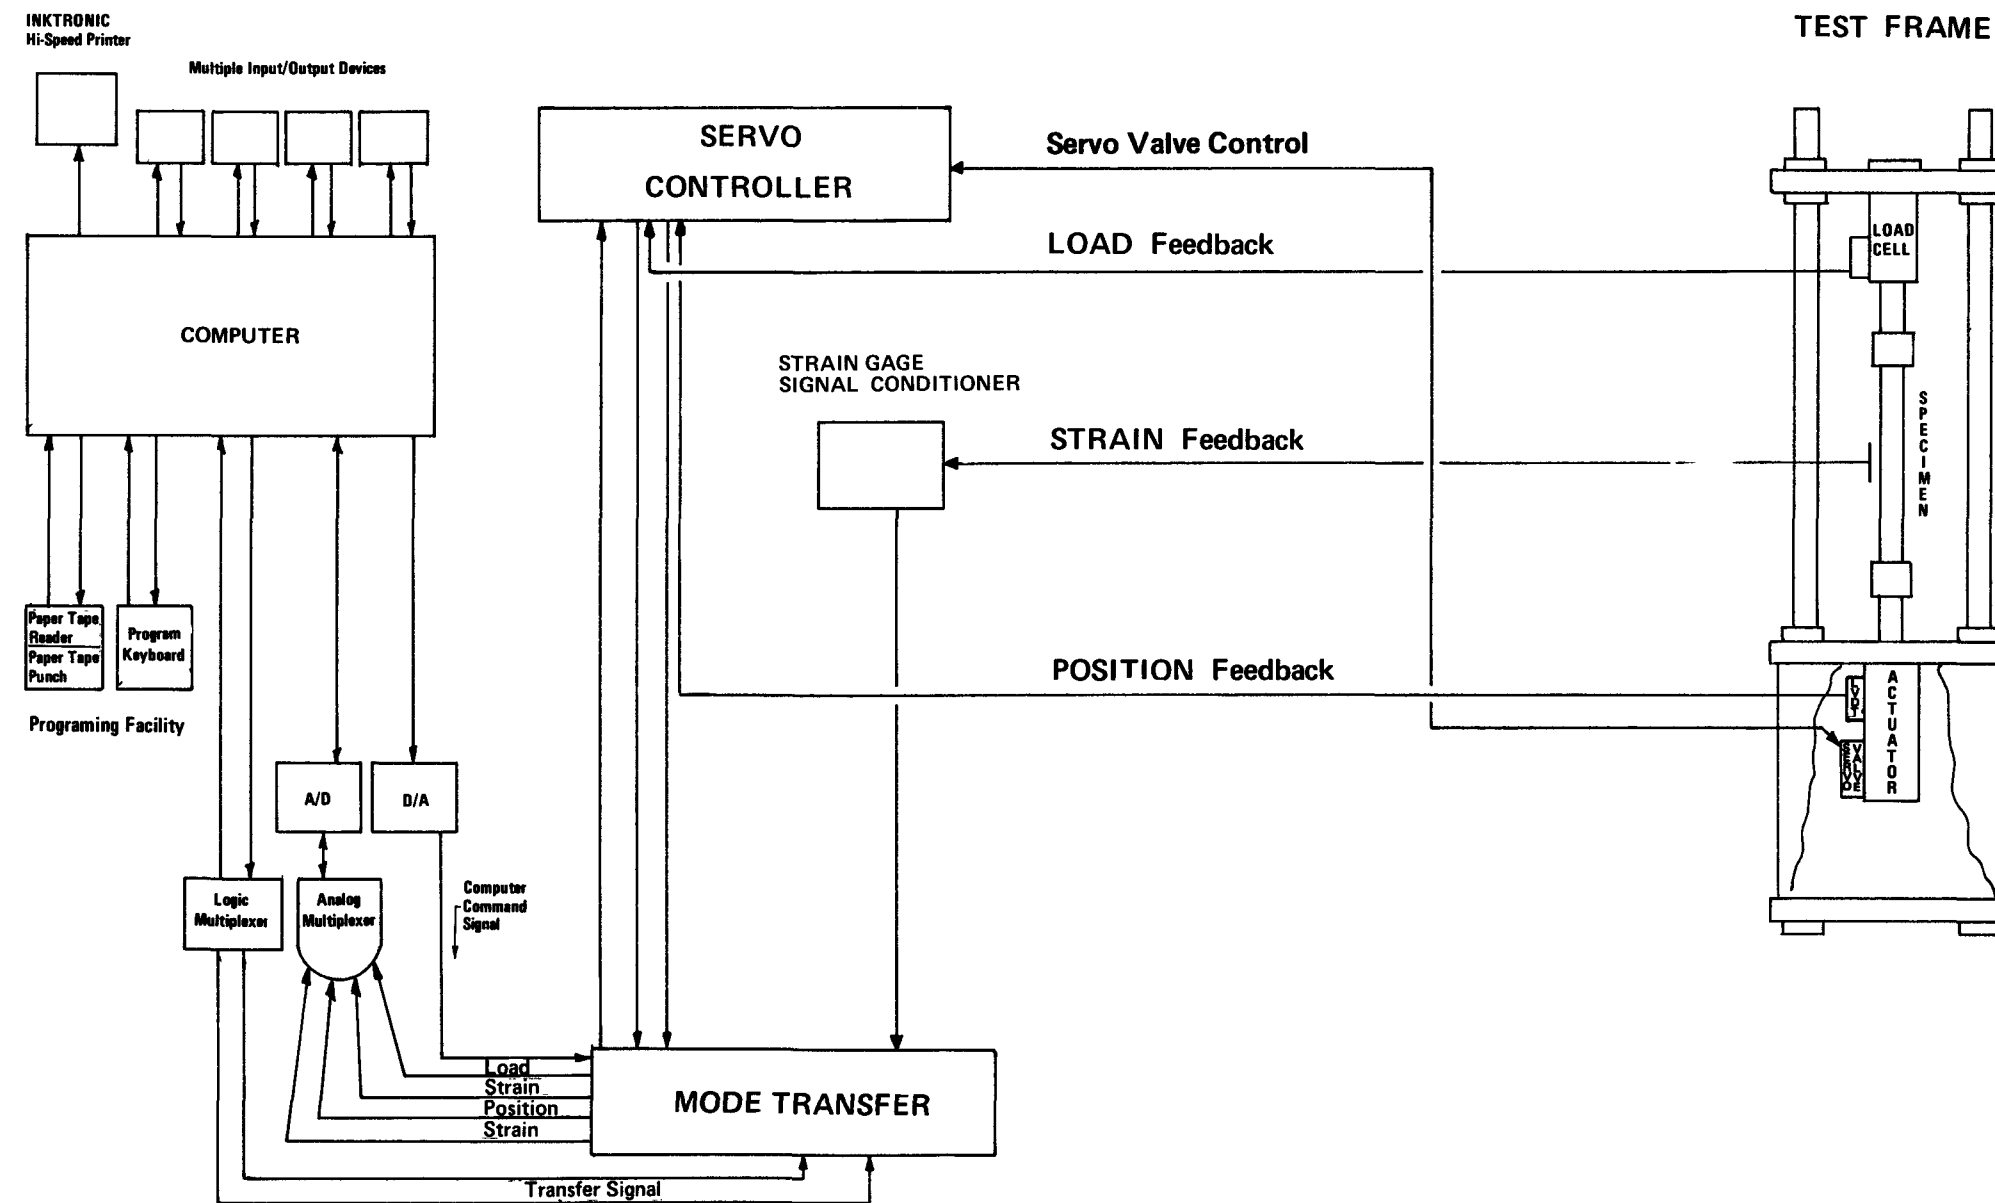 INKTRONIC
Hi-Speed Printer
Multiple Input/Output Devices
TEST FRAME
SERVO
CONTROLLER
Servo Valve Control
LOAD Feedback
LOAD
CELL
COMPUTER
STRAIN GAGE
SIGNAL CONDITIONER
STRAIN Feedback
SPECIMEN
Paper Tape
Reader
Paper Tape
Punch
Program
Keyboard
Programing Facility
POSITION Feedback
LVDT
ACTUATOR
SERVO
VALVE
A/D
D/A
Logic
Multiplexer
Analog
Multiplexer
Computer
Command
Signal
Load
Strain
Position
Strain
MODE TRANSFER
Transfer Signal